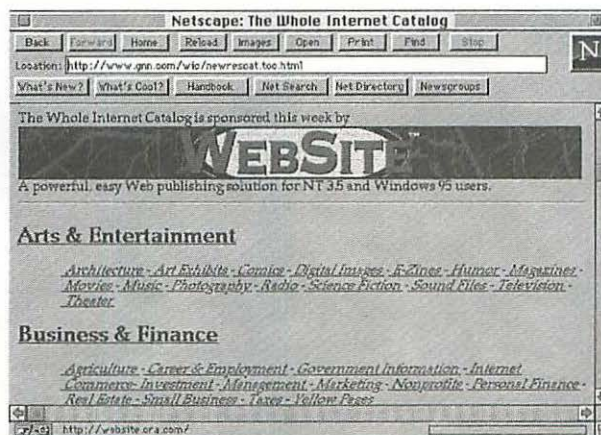 Netscape: The Whole Internet Catalog
Back Forward Home Reload Images Open Print Find Stop
N
Location: http://www.gnn.com/wic/newrescat.toc.html
What's New? What's Cool? Handbook Net Search Net Directory Newsgroups
The Whole Internet Catalog is sponsored this week by
WEBSITE™
A powerful, easy Web publishing solution for NT 3.5 and Windows 95 users.
Arts & Entertainment
Architecture - Art Exhibits - Comics - Digital Images - E-Zines - Humor - Magazines -
Movies - Music - Photography - Radio - Science Fiction - Sound Files - Television -
Theater
Business & Finance
Agriculture - Career & Employment - Government Information - Internet
Commerce - Investment - Management - Marketing - Nonprofits - Personal Finance -
Real Estate - Small Business - Taxes - Yellow Pages
http://website.ora.com/